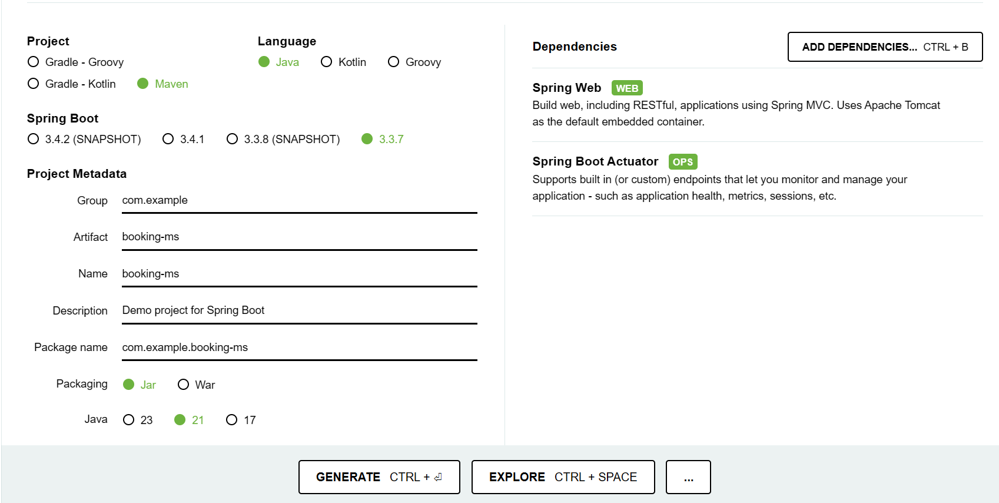 Project
Gradle - Groovy
Gradle - Kotlin Maven
Language
Java Kotlin Groovy
Spring Boot
3.4.2 (SNAPSHOT) 3.4.1 3.3.8 (SNAPSHOT) 3.3.7
Project Metadata
Group com.example
Artifact booking-ms
Name booking-ms
Description Demo project for Spring Boot
Package name com.example.booking-ms
Packaging Jar War
Java 23 21 17
Dependencies ADD DEPENDENCIES... CTRL + B
Spring Web WEB
Build web, including RESTful, applications using Spring MVC. Uses Apache Tomcat
as the default embedded container.
Spring Boot Actuator OPS
Supports built in (or custom) endpoints that let you monitor and manage your
application - such as application health, metrics, sessions, etc.
GENERATE CTRL + ⏎ EXPLORE CTRL + SPACE ...